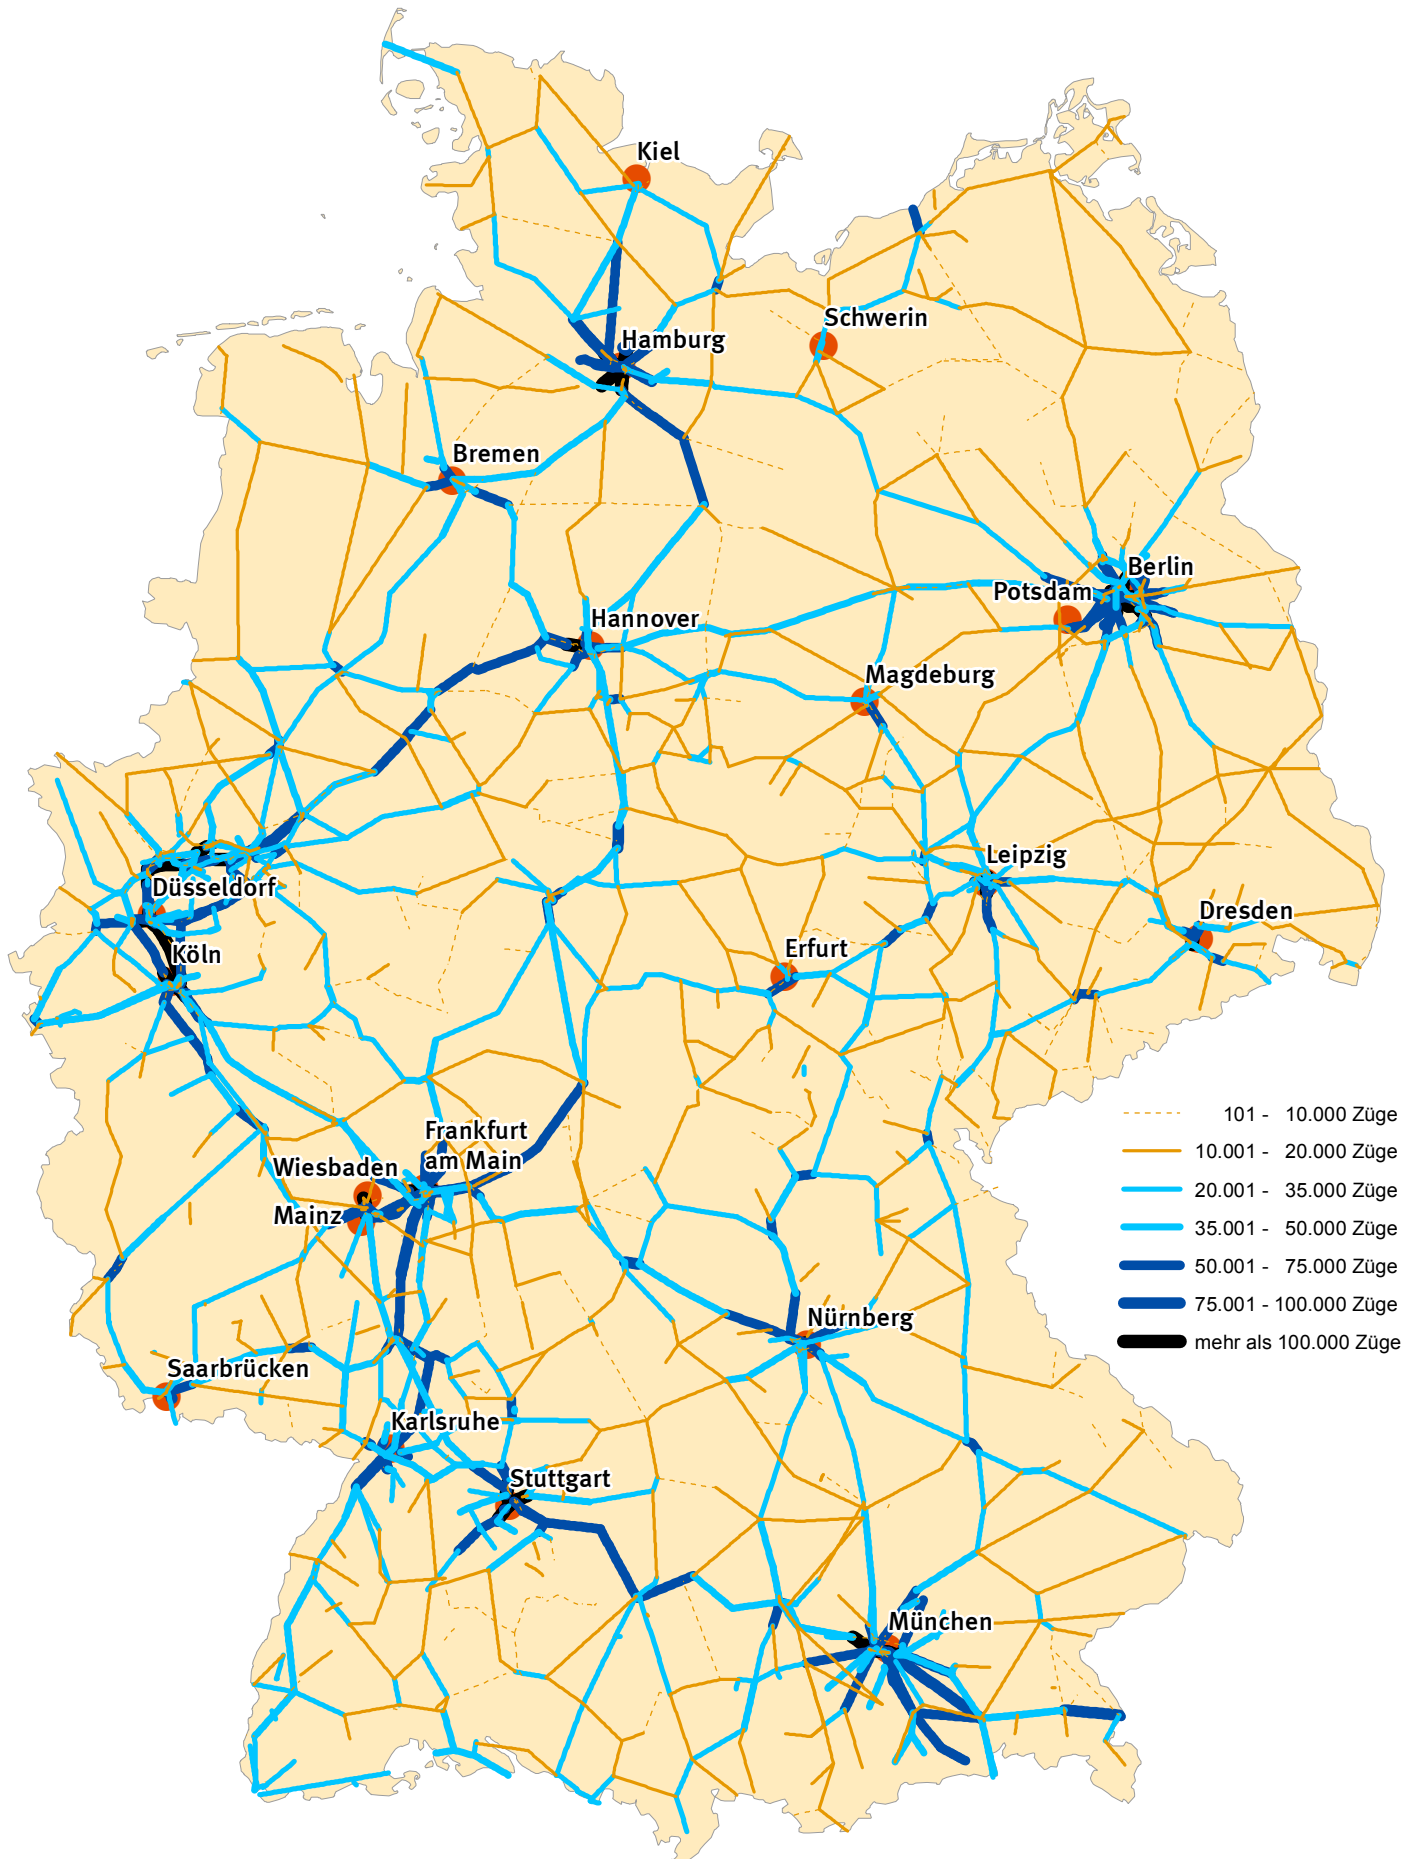 Kiel
Schwerin
Hamburg
Bremen
Berlin
Potsdam
Hannover
Magdeburg
Leipzig
Düsseldorf
Dresden
Köln
Erfurt
101 - 10.000 Züge
10.001 - 20.000 Züge
20.001 - 35.000 Züge
35.001 - 50.000 Züge
50.001 - 75.000 Züge
75.001 - 100.000 Züge
mehr als 100.000 Züge
Frankfurt
am Main
Wiesbaden
Mainz
Nürnberg
Saarbrücken
Karlsruhe
Stuttgart
München